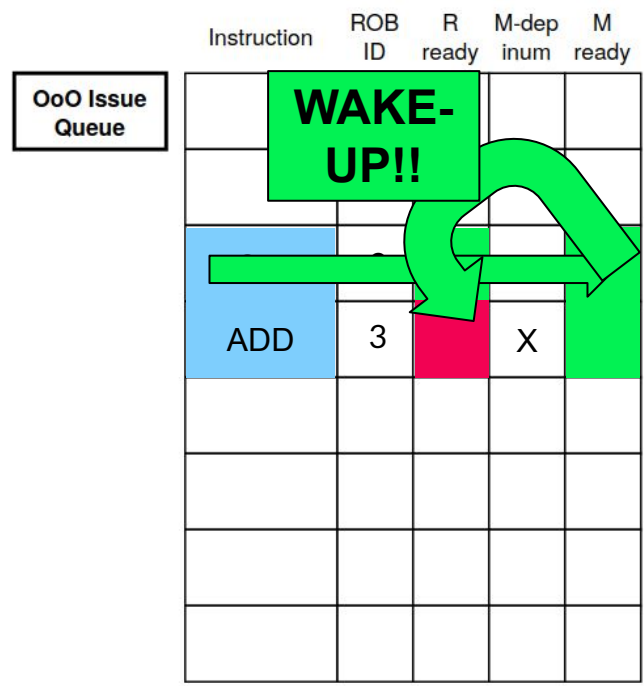 Instruction
ROB ID
R ready
M-dep inum
M ready
OoO Issue
Queue
WAKE-
UP!!
ADD 3 X